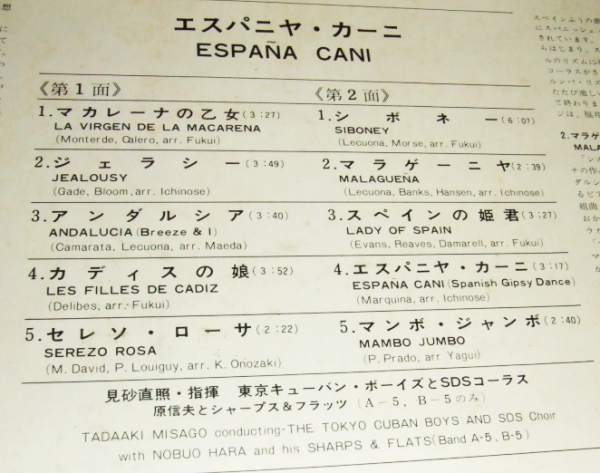 エスパニヤ・カーニ
ESPAÑA CANI
《第1面》
1.マカレーナの乙女(3:27)
LA VIRGEN DE LA MACARENA
(Monterde, Calero, arr. Fukui)
2.ジェラシー(3:49)
JEALOUSY
(Gade, Bloom, arr. Ichinose)
3.アンダルシア(3:40)
ANDALUCIA (Breeze & I)
(Camarata, Lecuona, arr. Maeda)
4.カディスの娘(3:52)
LES FILLES DE CADIZ
(Delibes, arr. Fukui)
5.セレソ・ローサ(2:22)
SEREZO ROSA
(M. David, P. Louiguy, arr. K. Onozaki)
《第2面》
1.シボネー(6:07)
SIBONEY
(Lecuona, Morse, arr. Fukui)
2.マラゲーニヤ(2:39)
MALAGUEÑA
(Lecuona, Banks, Hansen, arr. Ichinose)
3.スペインの姫君(3:27)
LADY OF SPAIN
(Evans, Reaves, Damarell, arr. Fukui)
4.エスパニヤ・カーニ(3:17)
ESPAÑA CANI (Spanish Gipsy Dance)
(Marquina, arr. Ichinose)
5.マンボ・ジャンボ(2:40)
MAMBO JUMBO
(P. Prado, arr. Yagui)
見砂直照・指揮 東京キューバン・ボーイズとSDSコーラス
原信夫とシャープス&フラッツ(A-5、B-5のみ)
TADAAKI MISAGO conducting-THE TOKYO CUBAN BOYS AND SDS Choir
with NOBUO HARA and his SHARPS & FLATS(Band A-5, B-5)